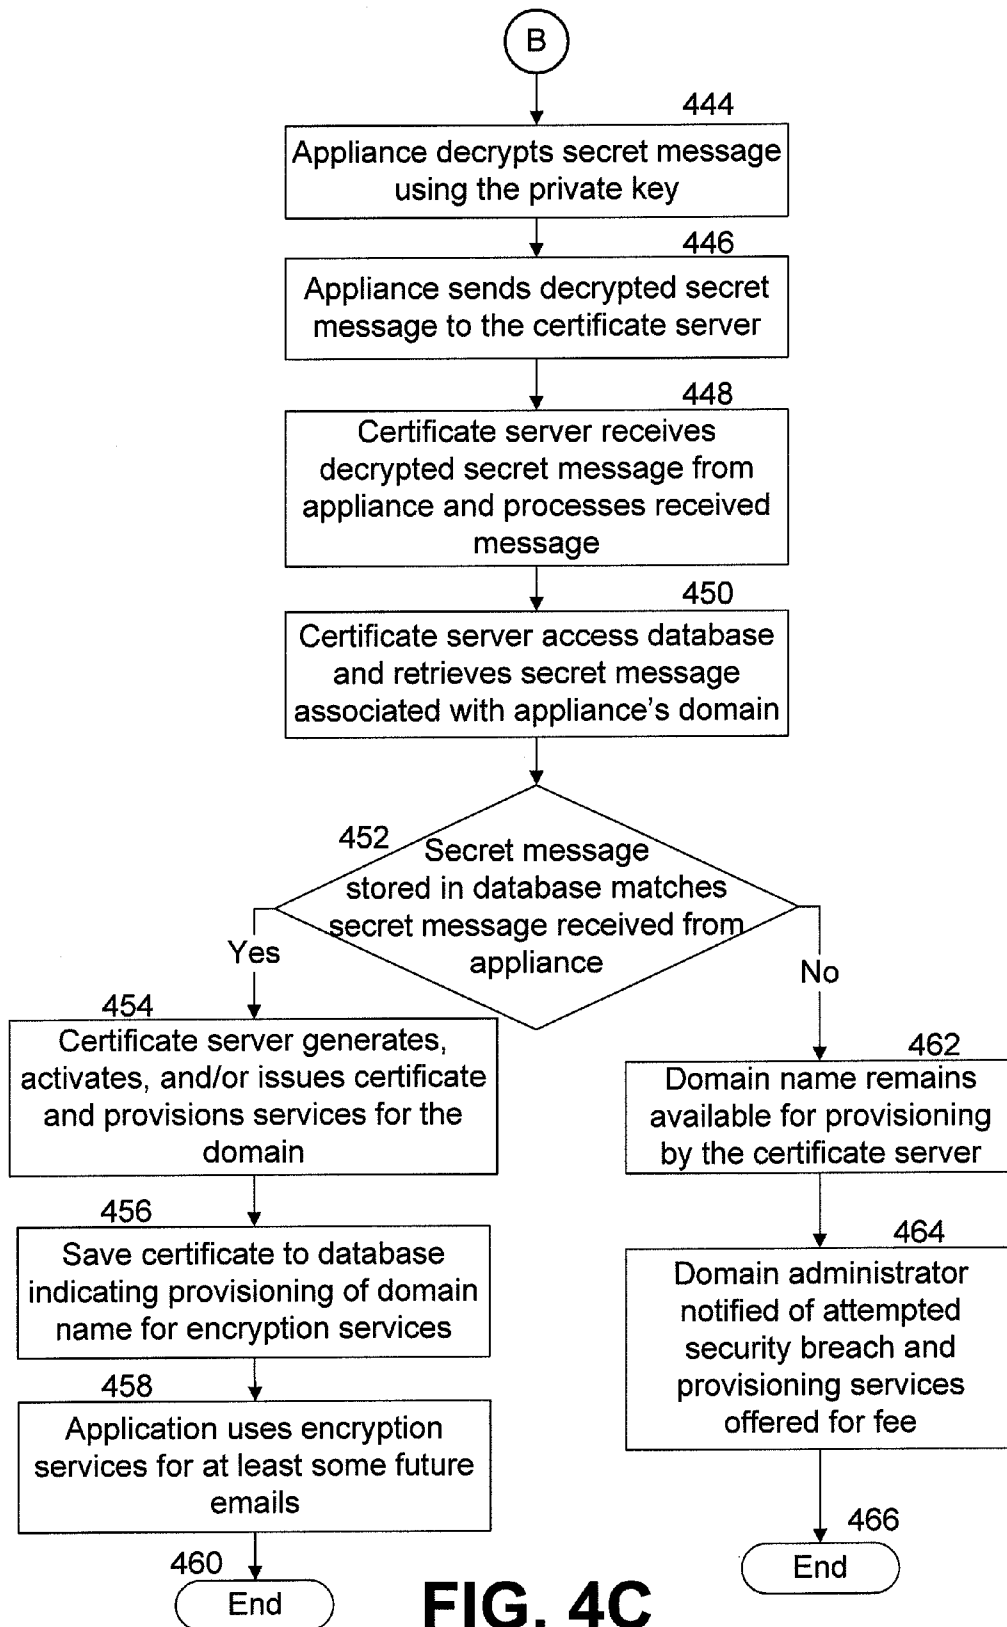 B
444
Appliance decrypts secret message
using the private key
446
Appliance sends decrypted secret
message to the certificate server
448
Certificate server receives
decrypted secret message from
appliance and processes received
message
450
Certificate server access database
and retrieves secret message
associated with appliance's domain
452
Secret message
stored in database matches
secret message received from
appliance
Yes
No
454
Certificate server generates,
activates, and/or issues certificate
and provisions services for the
domain
456
Save certificate to database
indicating provisioning of domain
name for encryption services
458
Application uses encryption
services for at least some future
emails
460
End
462
Domain name remains
available for provisioning
by the certificate server
464
Domain administrator
notified of attempted
security breach and
provisioning services
offered for fee
466
End
FIG. 4C